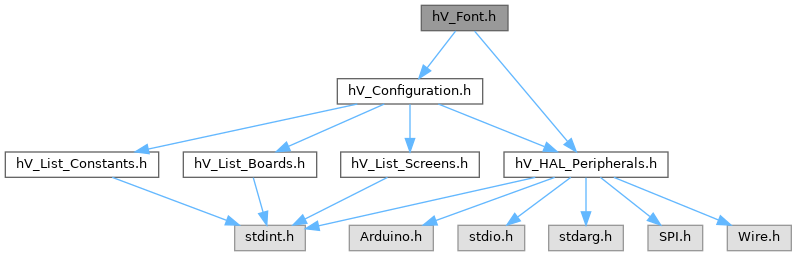 hV_Font.h
hV_Configuration.h
hV_List_Constants.h
hV_List_Boards.h
hV_List_Screens.h
hV_HAL_Peripherals.h
stdint.h
Arduino.h
stdio.h
stdarg.h
SPI.h
Wire.h